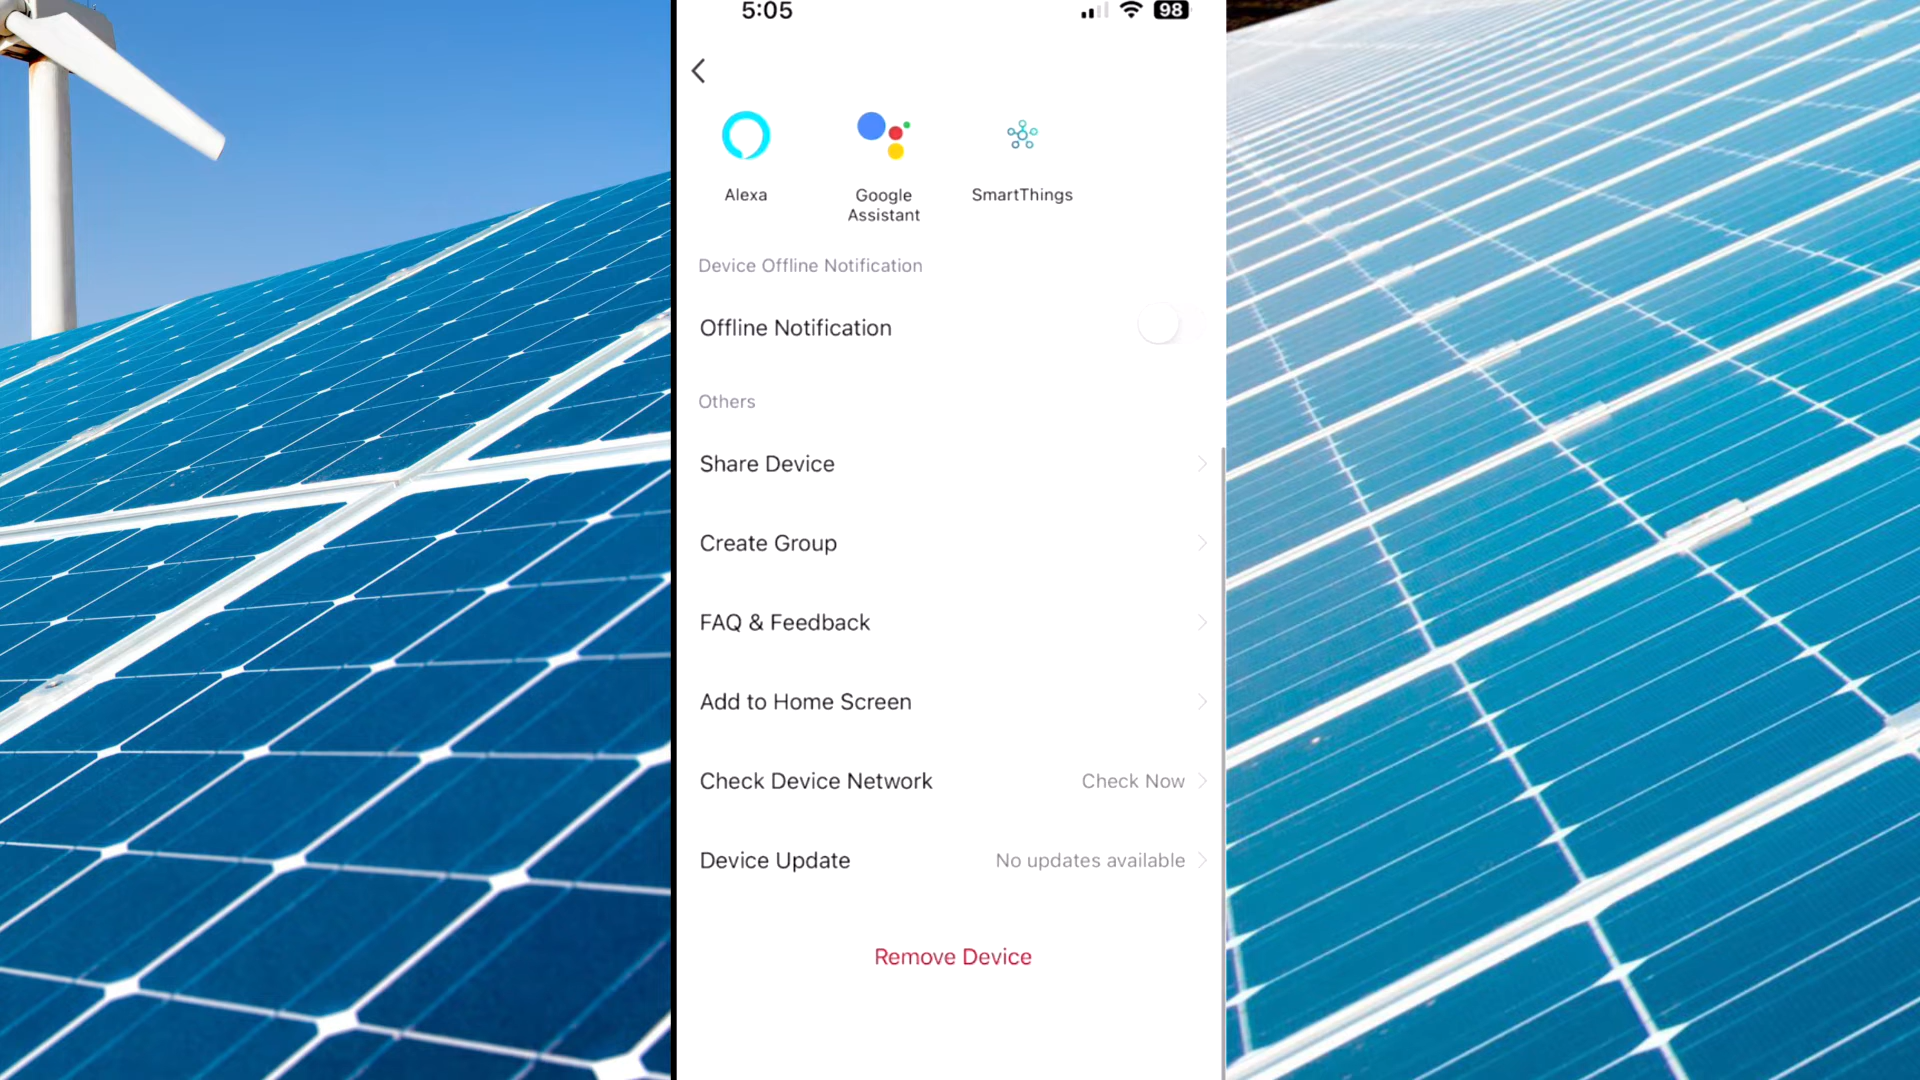 5:05
98
Alexa
Google
Assistant
SmartThings
Device Offline Notification
Offline Notification
Others
Share Device
Create Group
FAQ & Feedback
Add to Home Screen
Check Device Network Check Now
Device Update No updates available
Remove Device